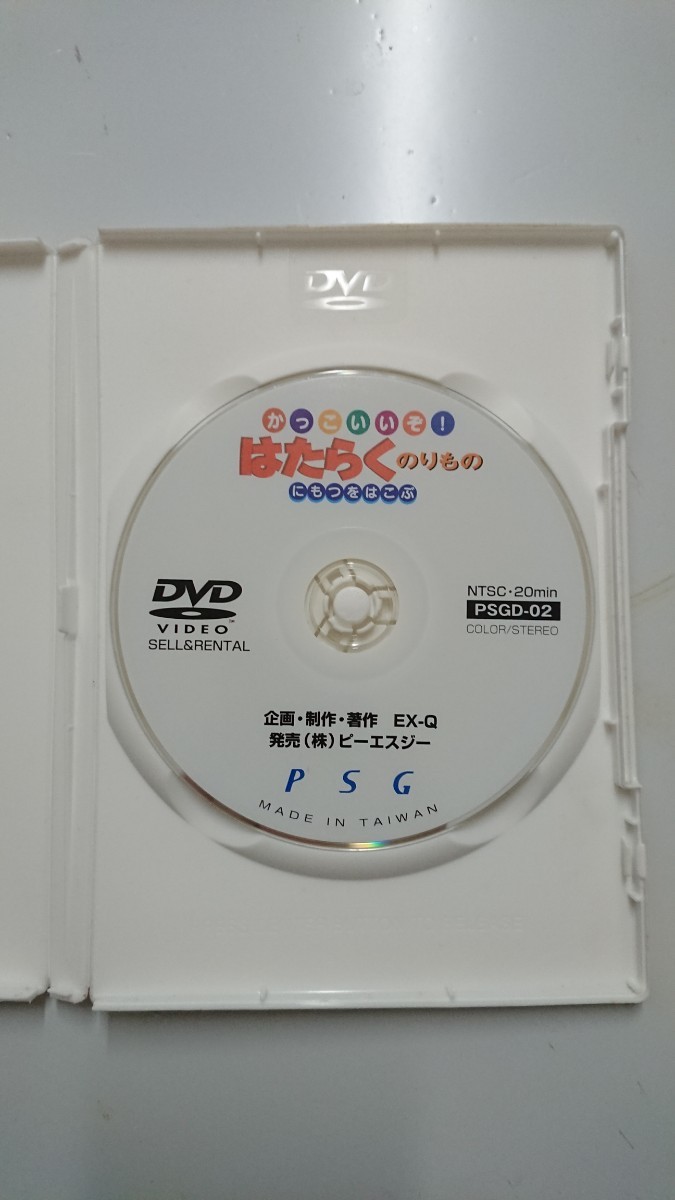 DVD
かっこいいぞ!
はたらくのりもの
にもつをはこぶ
DVD
VIDEO™
SELL&RENTAL
NTSC・20min
PSGD-02
COLOR/STEREO
企画・制作・著作 EX-Q
発売(株)ピーエスジー
PSG
MADE IN TAIWAN